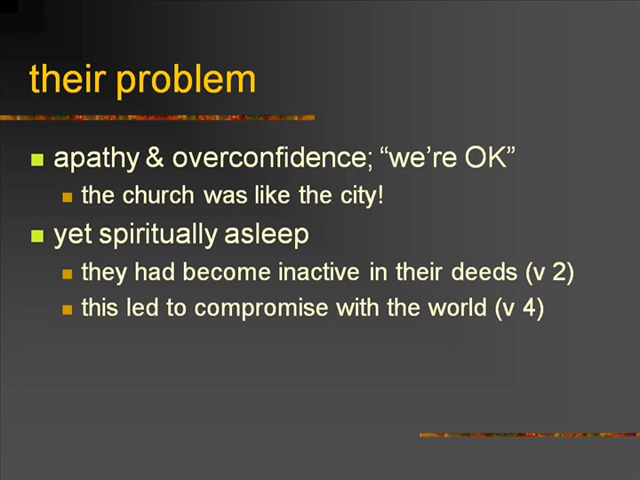 their problem
apathy & overconfidence; “we’re OK”
the church was like the city!
yet spiritually asleep
they had become inactive in their deeds (v 2)
this led to compromise with the world (v 4)